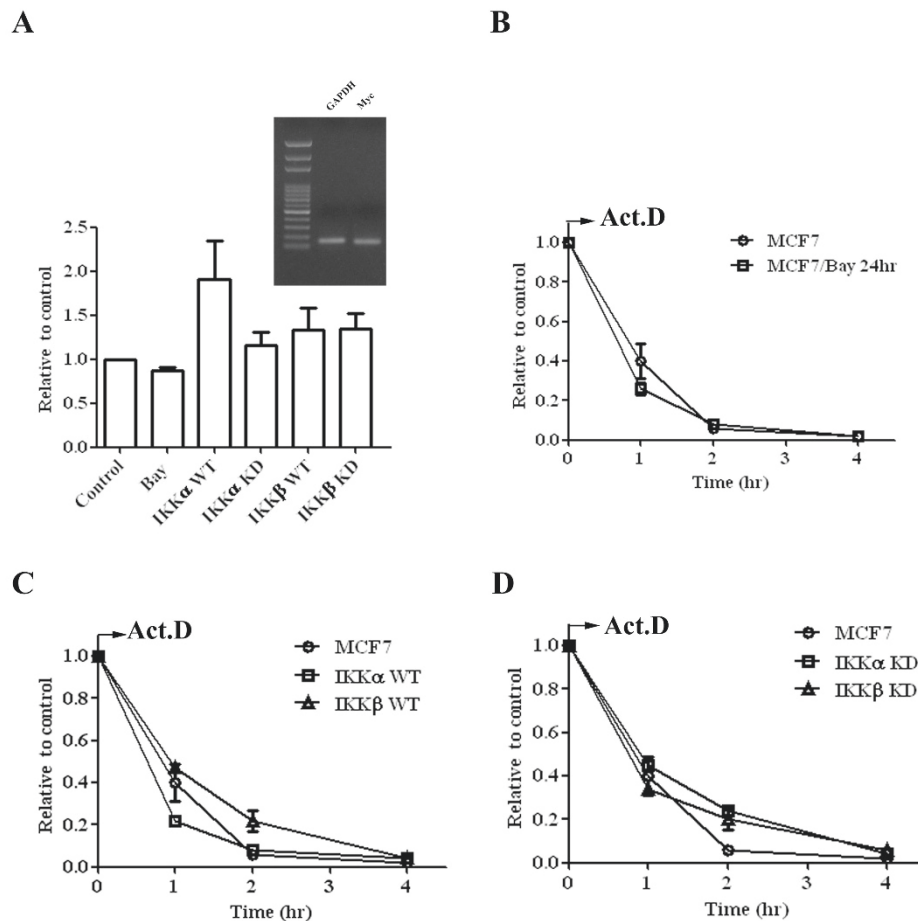 A
GAPDH
Myc
2.5
2.0
1.5
1.0
0.5
0.0
Relative to control
Control
Bay
IKKα WT
IKKα KD
IKKβ WT
IKKβ KD
B
Act.D
MCF7
MCF7/Bay 24hr
1.0
0.8
0.6
0.4
0.2
0.0
Relative to control
0 1 2 3 4
Time (hr)
C
Act.D
MCF7
IKKα WT
IKKβ WT
1.0
0.8
0.6
0.4
0.2
0.0
Relative to control
0 1 2 3 4
Time (hr)
D
Act.D
MCF7
IKKα KD
IKKβ KD
1.0
0.8
0.6
0.4
0.2
0.0
Relative to control
0 1 2 3 4
Time (hr)